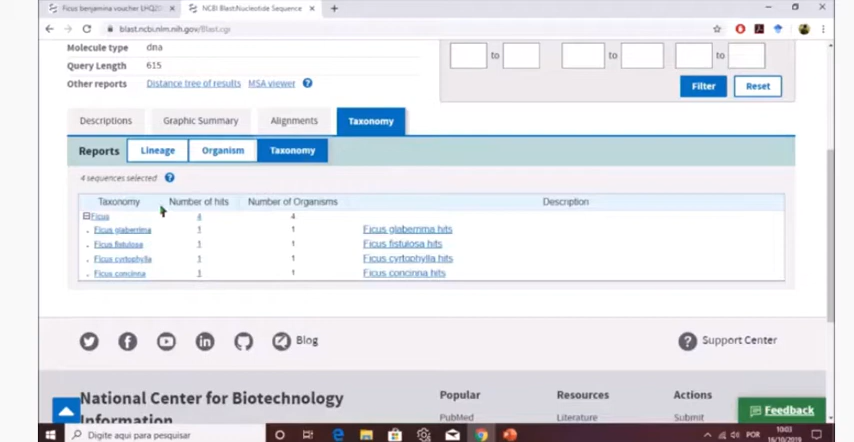 Ficus benjamina voucher LHQ20
NCBI Blast:Nucleotide Sequence
blast.ncbi.nlm.nih.gov/Blast.cgi
Molecule type dna
Query Length 615
Other reports Distance tree of results MSA viewer ?
to to to
Filter Reset
Descriptions Graphic Summary Alignments Taxonomy
Reports Lineage Organism Taxonomy
4 sequences selected ?
Taxonomy Number of hits Number of Organisms Description
Ficus 4 4
Ficus glaberrima 1 1 Ficus glaberrima hits
Ficus fistulosa 1 1 Ficus fistulosa hits
Ficus cyrtophylla 1 1 Ficus cyrtophylla hits
Ficus concinna 1 1 Ficus concinna hits
Blog Support Center
National Center for Biotechnology Information
Popular Resources Actions
PubMed Literature Submit
Feedback
Digite aqui para pesquisar
POR 10:03
16/10/2019